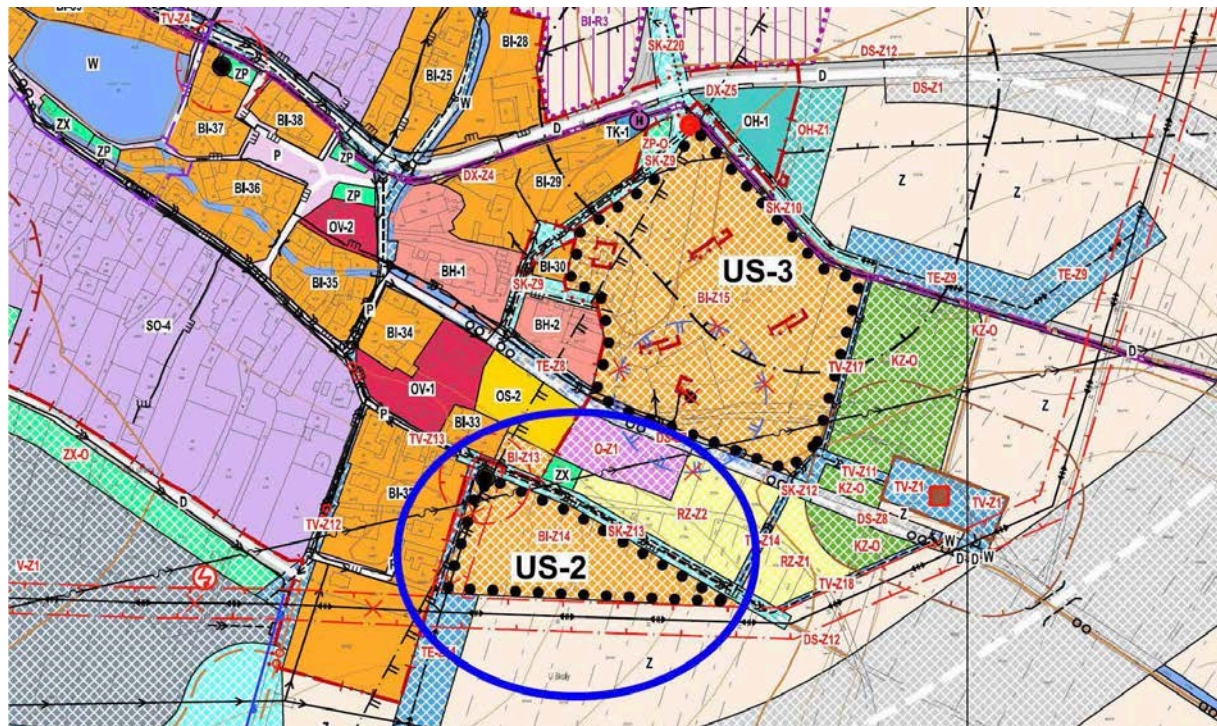 TV-Z4
BI-28
BI-R3
SK-Z20
DS-Z12
W
ZP
BI-25
D
DS-Z1
DX-Z5
W
H
TK-1
OH-1
OH-Z1
ZX
ZP
BI-37
BI-38
D
ZP-O
SK-Z9
P
ZP
DX-Z4
BI-29
Z
Z
BI-36
ZP
SK-Z10
OV-2
US-3
BH-1
BI-30
TE-Z9
TE-Z9
BI-35
SK-Z9
BI-Z15
P
SO-4
BI-34
BH-2
KZ-O
KZ-O
TE-Z8
TV-Z17
D
OV-1
OS-2
P
BI-33
TV-Z13
O-Z1
Z
ZX-O
BI-Z13
ZX
TV-Z11
KZ-O
TV-Z1
TV-Z1
SK-Z12
D
TV-Z12
RZ-Z2
DS-Z8
Z
SK-Z13
BI-Z14
KZ-O
W
D
D
W
V-Z1
US-2
RZ-Z1
TV-Z18
DS-Z12
Z
U školy
Z